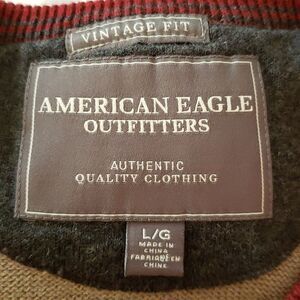 VINTAGE FIT
AMERICAN EAGLE
OUTFITTERS
AUTHENTIC
QUALITY CLOTHING
L/G
MADE IN
CHINA
FABRIQUÉ EN
CHINE